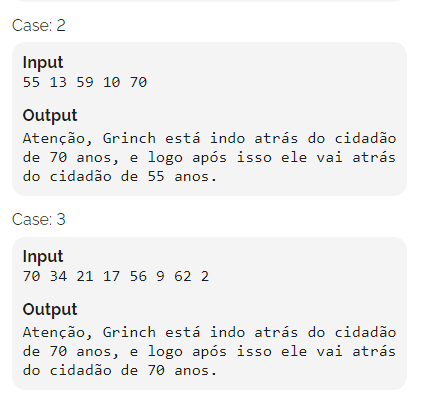 Case: 2
Input
55 13 59 10 70
Output
Atenção, Grinch está indo atrás do cidadão
de 70 anos, e logo após isso ele vai atrás
do cidadão de 55 anos.
Case: 3
Input
70 34 21 17 56 9 62 2
Output
Atenção, Grinch está indo atrás do cidadão
de 70 anos, e logo após isso ele vai atrás
do cidadão de 70 anos.